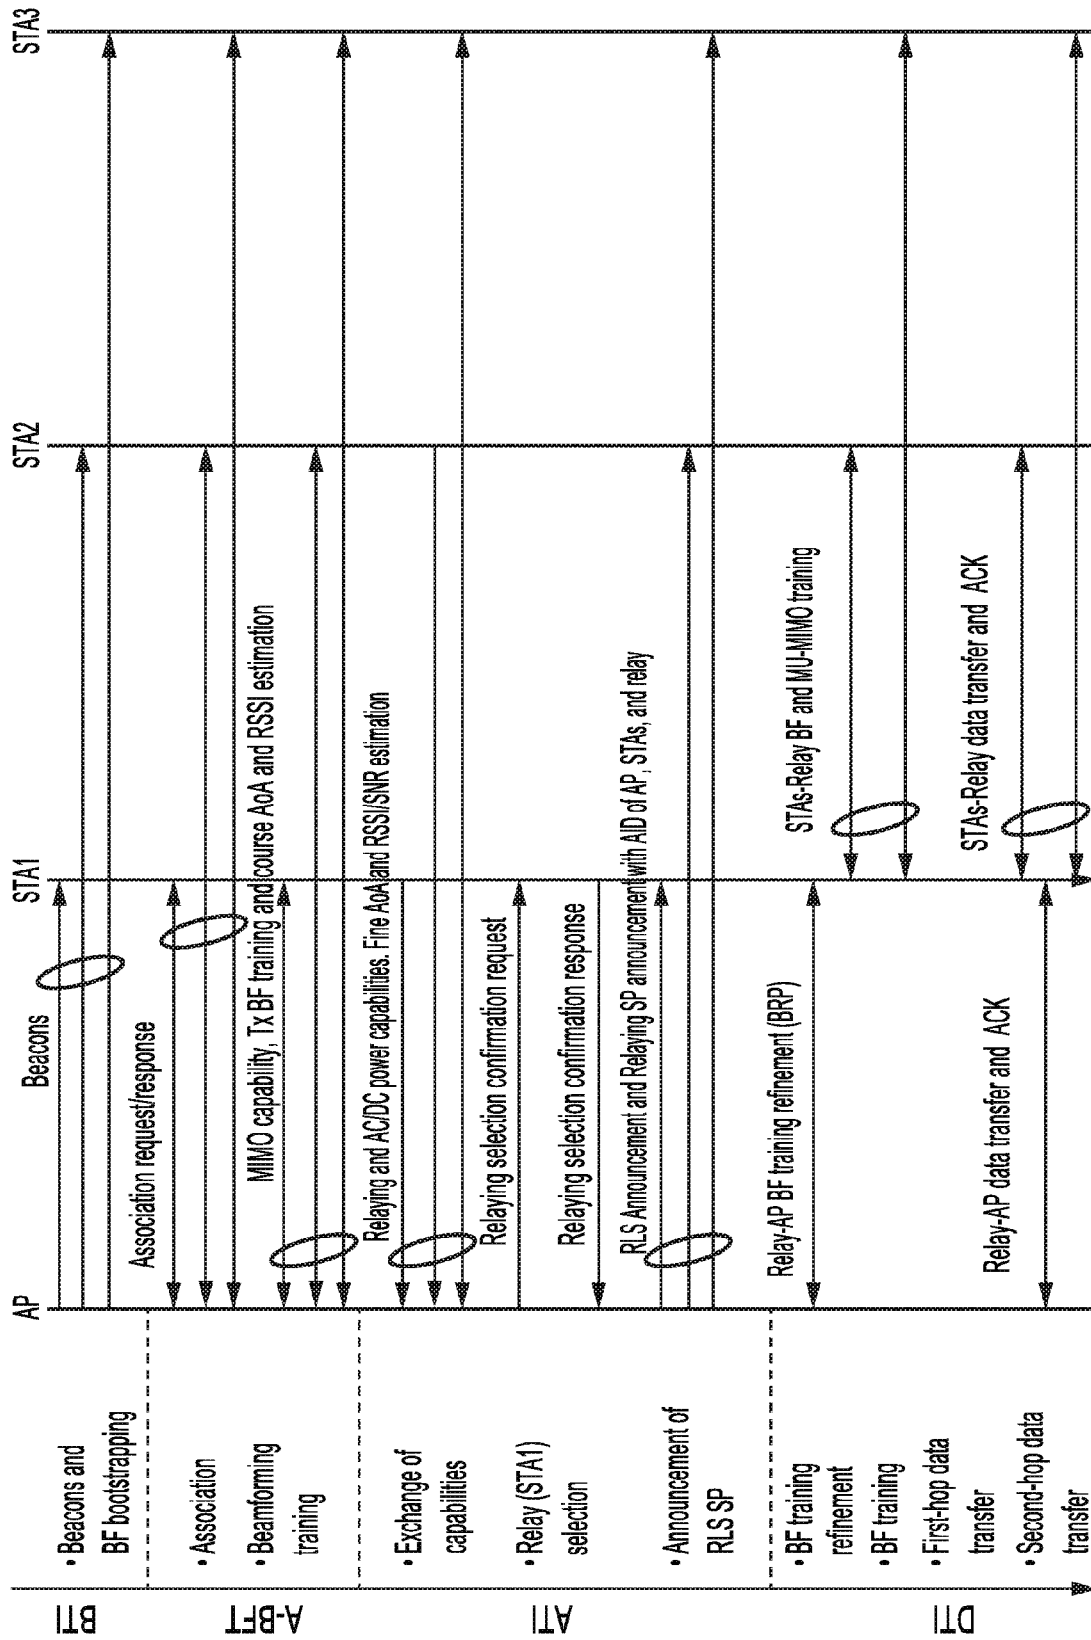 AP
STA1
STA2
STA3
BTI
• Beacons and
BF bootstrapping
Beacons
A-BFT
• Association
• Beamforming
training
Association request/response
MIMO capability, Tx BF training and course AoA and RSSI estimation
ATI
• Exchange of
capabilities
• Relay (STA1)
selection
• Announcement of
RLS SP
Relaying and AC/DC power capabilities. Fine AoA and RSSI/SNR estimation
Relaying selection confirmation request
Relaying selection confirmation response
RLS Announcement and Relaying SP announcement with AID of AP, STAs, and relay
DTI
• BF training
refinement
• BF training
• First-hop data
transfer
• Second-hop data
transfer
Relay-AP BF training refinement (BRP)
STAs-Relay BF and MU-MIMO training
STAs-Relay data transfer and ACK
Relay-AP data transfer and ACK